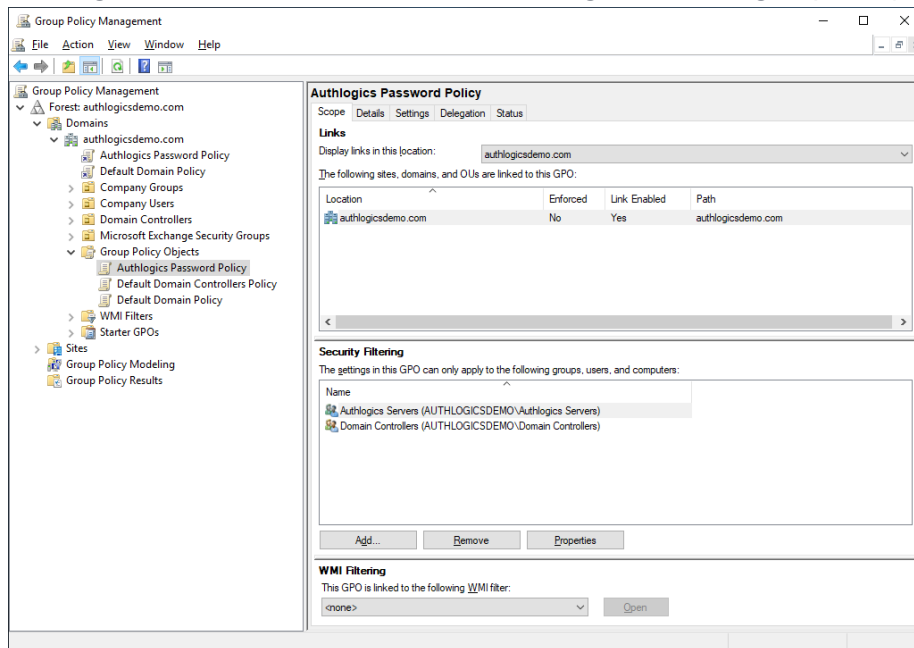 Group Policy Management
File Action View Window Help
Group Policy Management
Forest: authlogicsdemo.com
Domains
authlogicsdemo.com
Authlogics Password Policy
Default Domain Policy
Company Groups
Company Users
Domain Controllers
Microsoft Exchange Security Groups
Group Policy Objects
Authlogics Password Policy
Default Domain Controllers Policy
Default Domain Policy
WMI Filters
Starter GPOs
Sites
Group Policy Modeling
Group Policy Results
Authlogics Password Policy
Scope Details Settings Delegation Status
Links
Display links in this location: authlogicsdemo.com
The following sites, domains, and OUs are linked to this GPO:
Location Enforced Link Enabled Path
authlogicsdemo.com No Yes authlogicsdemo.com
Security Filtering
The settings in this GPO can only apply to the following groups, users, and computers:
Name
Authlogics Servers (AUTHLOGICSDEMO\Authlogics Servers)
Domain Controllers (AUTHLOGICSDEMO\Domain Controllers)
Add... Remove Properties
WMI Filtering
This GPO is linked to the following WMI filter:
<none> Open